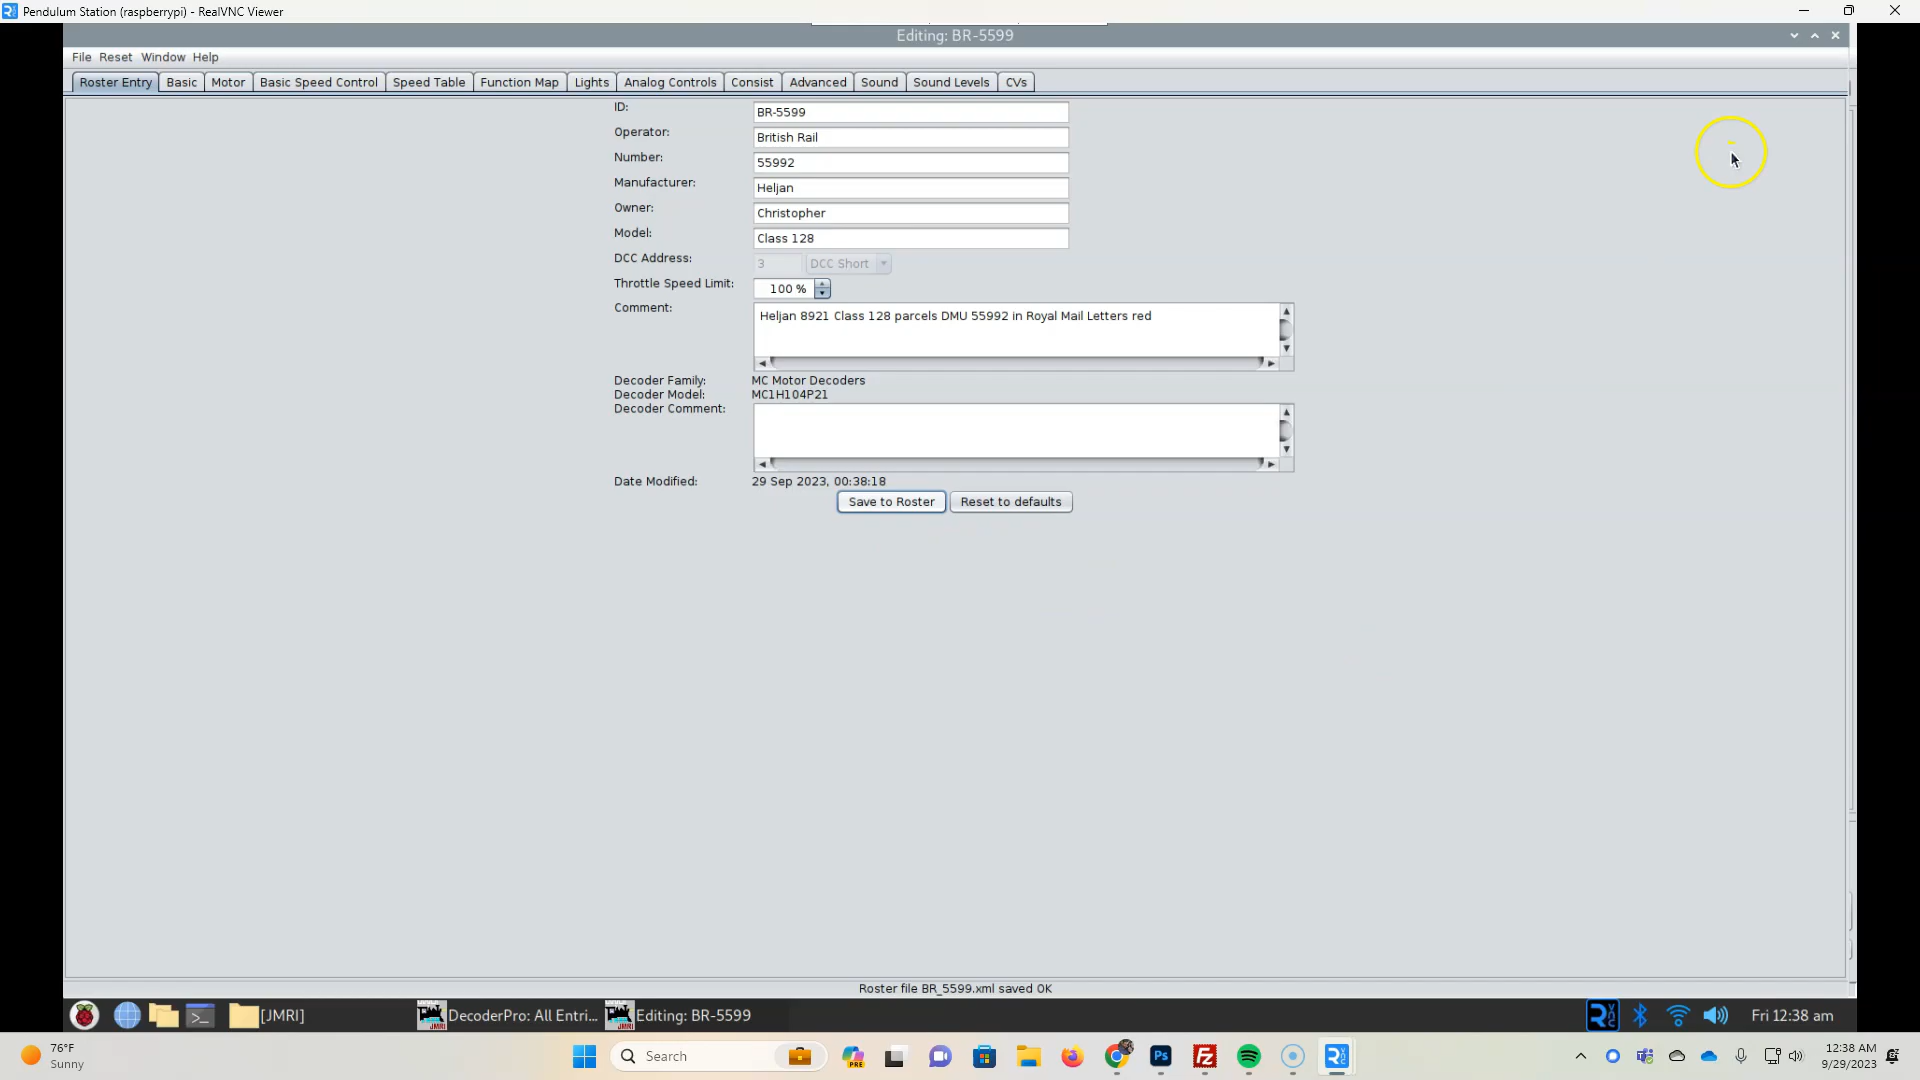 Pendulum Station (raspberrypi) - RealVNC Viewer
Editing: BR-5599
File Reset Window Help
Roster Entry Basic Motor Basic Speed Control Speed Table Function Map Lights Analog Controls Consist Advanced Sound Sound Levels CVs
ID: BR-5599
Operator: British Rail
Number: 55992
Manufacturer: Heljan
Owner: Christopher
Model: Class 128
DCC Address: 3 DCC Short
Throttle Speed Limit: 100 %
Comment: Heljan 8921 Class 128 parcels DMU 55992 in Royal Mail Letters red
Decoder Family: MC Motor Decoders
Decoder Model: MC1H104P21
Decoder Comment:
Date Modified: 29 Sep 2023, 00:38:18
Save to Roster Reset to defaults
Roster file BR_5599.xml saved OK
[JMRI] DecoderPro: All Entri... Editing: BR-5599 Fri 12:38 am
76°F
Sunny
Search
12:38 AM
9/29/2023